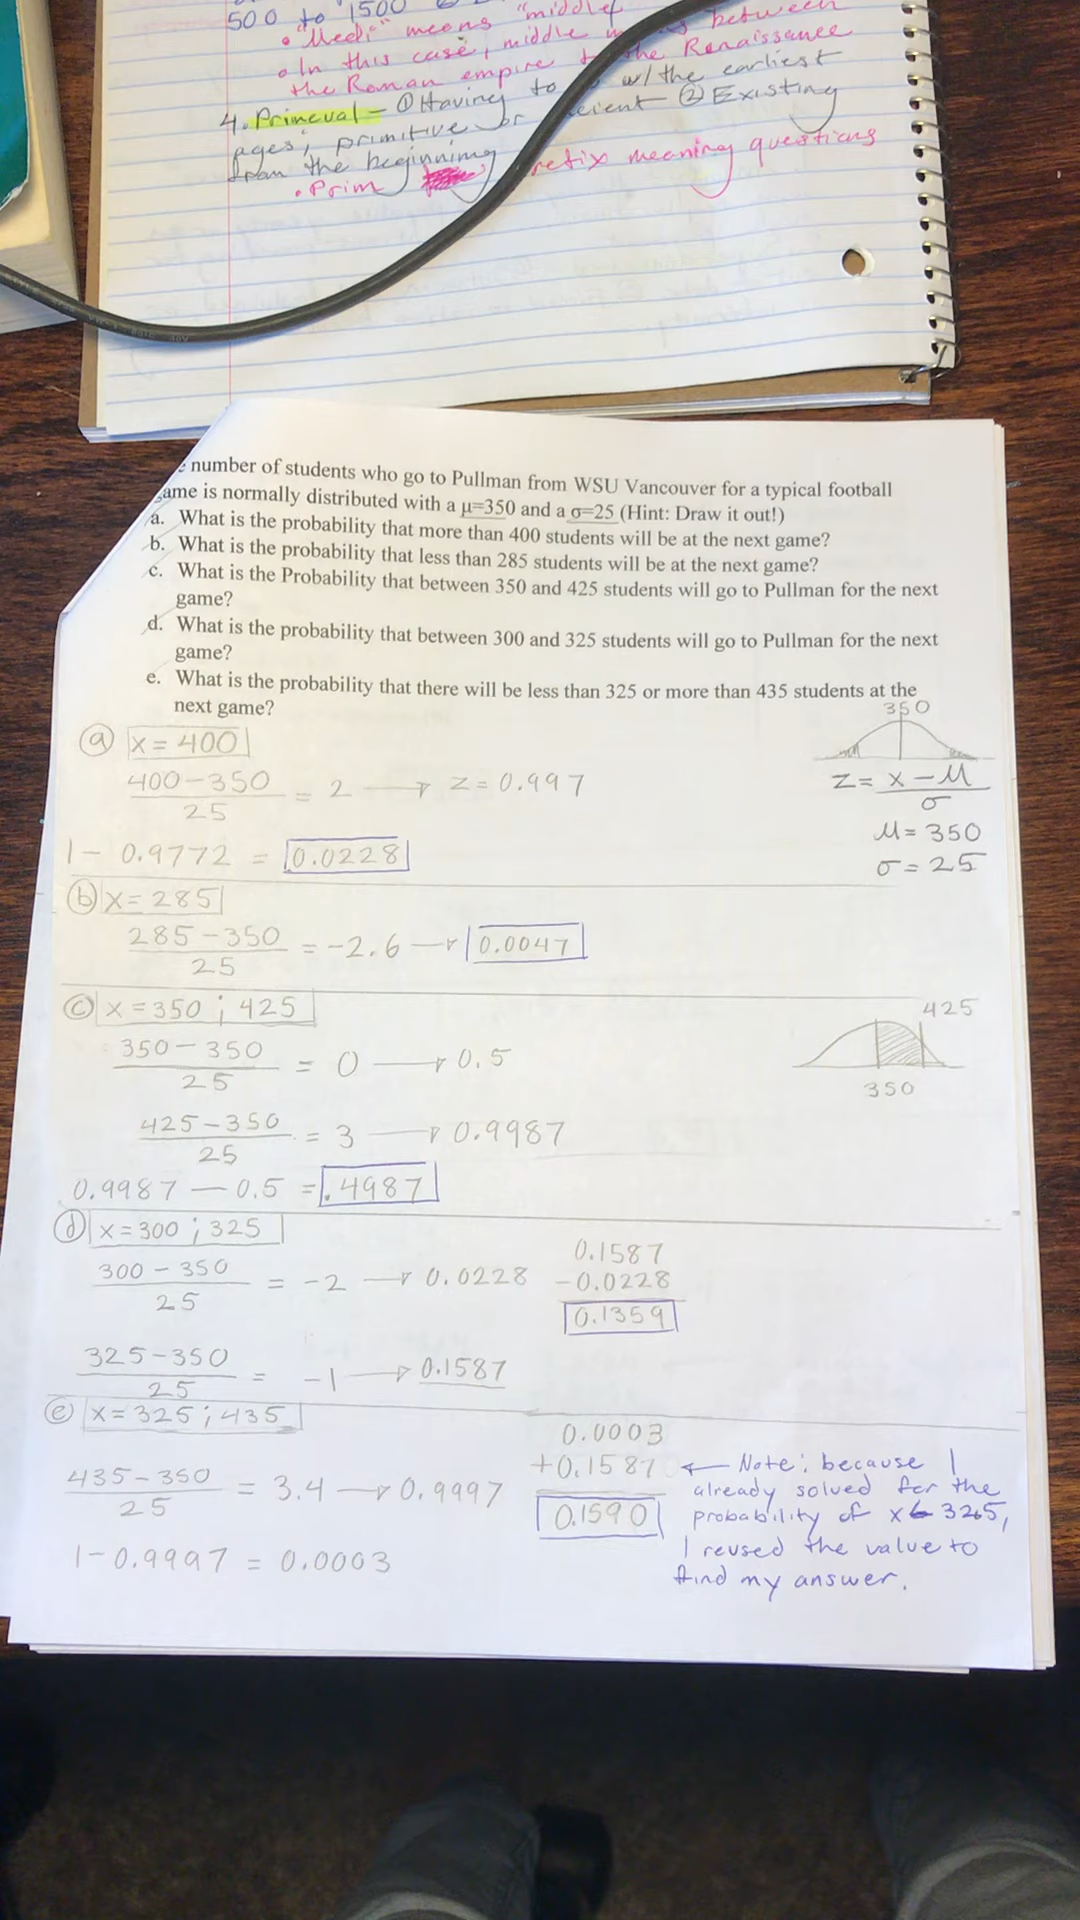 500 to 1500
• "Medi" means "middle
• In this case, middle between
the Roman empire the Renaissance
4. Primeval - ① Having to w/ the earliest
ages; primitive or ② Existing
from the beginning
• Prim meaning questions
number of students who go to Pullman from WSU Vancouver for a typical football
game is normally distributed with a μ=350 and a σ=25 (Hint: Draw it out!)
a. What is the probability that more than 400 students will be at the next game?
b. What is the probability that less than 285 students will be at the next game?
c. What is the Probability that between 350 and 425 students will go to Pullman for the next
game?
d. What is the probability that between 300 and 325 students will go to Pullman for the next
game?
e. What is the probability that there will be less than 325 or more than 435 students at the
next game?
350
z = x - μ / σ
μ = 350
σ = 25
ⓐ x = 400
400 - 350 / 25 = 2 → z = 0.997
1 - 0.9772 = 0.0228
ⓑ x = 285
285 - 350 / 25 = -2.6 → 0.0047
ⓒ x = 350 ; 425
350 - 350 / 25 = 0 → 0.5
425 - 350 / 25 = 3 → 0.9987
0.9987 - 0.5 = .4987
425
350
ⓓ x = 300 ; 325
300 - 350 / 25 = -2 → 0.0228
325 - 350 / 25 = -1 → 0.1587
0.1587
- 0.0228
0.1359
ⓔ x = 325 ; 435
435 - 350 / 25 = 3.4 → 0.9997
1 - 0.9997 = 0.0003
0.0003
+0.1587
0.1590
← Note: because I
already solved for the
probability of x
I reused the value to
find my answer.